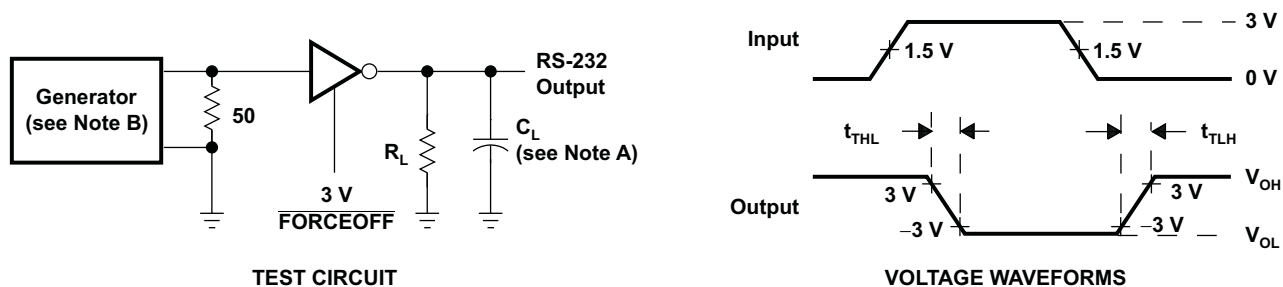 Generator
(see Note B)
50
3 V
FORCEOFF
RS-232
Output
R_L
C_L
(see Note A)
TEST CIRCUIT
Input
1.5 V
1.5 V
3 V
0 V
t_THL
t_TLH
Output
3 V
−3 V
3 V
−3 V
V_OH
V_OL
VOLTAGE WAVEFORMS